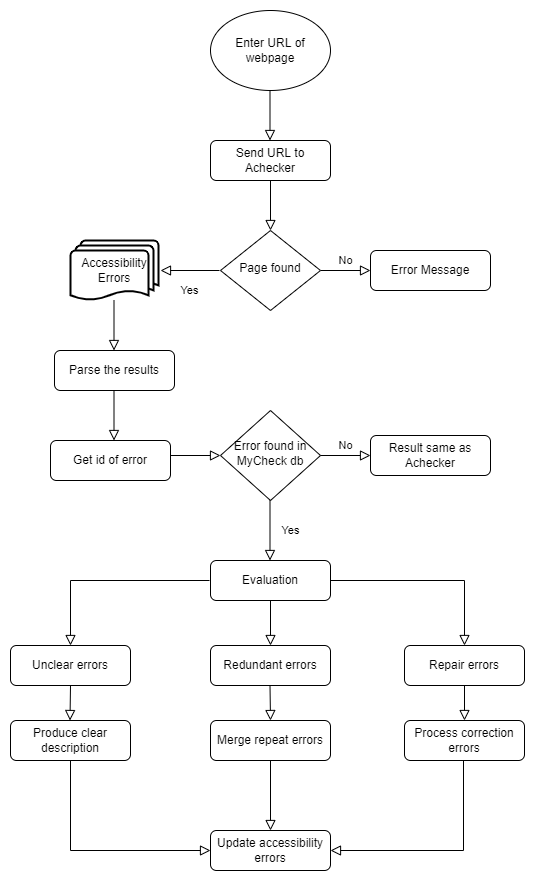 Enter URL of
webpage
Send URL to
Achecker
Accessibility
Errors
Page found
No
Error Message
Yes
Parse the results
Get id of error
Error found in
MyCheck db
No
Result same as
Achecker
Yes
Evaluation
Unclear errors
Redundant errors
Repair errors
Produce clear
description
Merge repeat errors
Process correction
errors
Update accessibility
errors